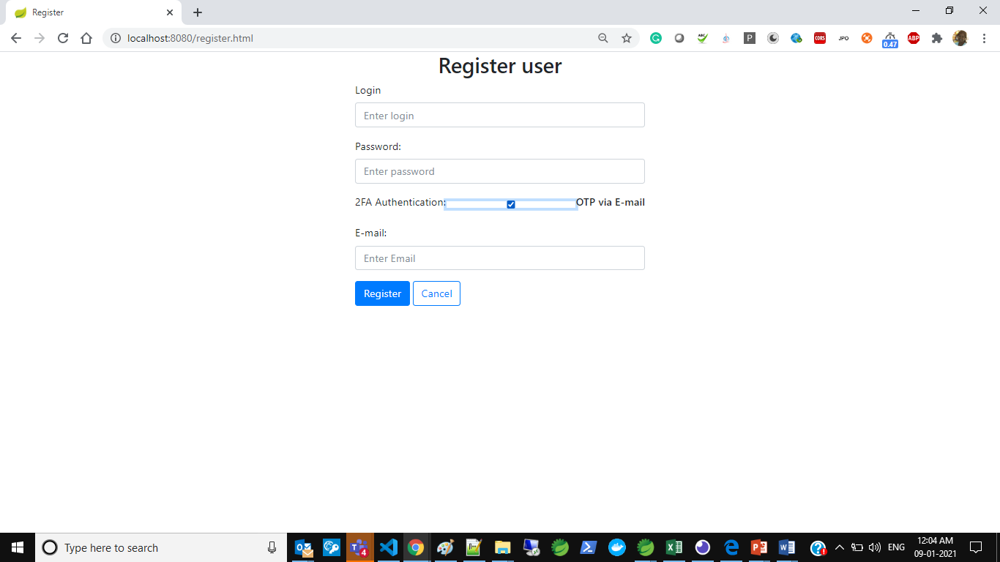 Register
localhost:8080/register.html
ABC
P
CORS
JPO
0.47
ABP
Register user
Login
Enter login
Password:
Enter password
2FA Authentication: OTP via E-mail
E-mail:
Enter Email
Register Cancel
Type here to search
4
ENG
12:04 AM
09-01-2021